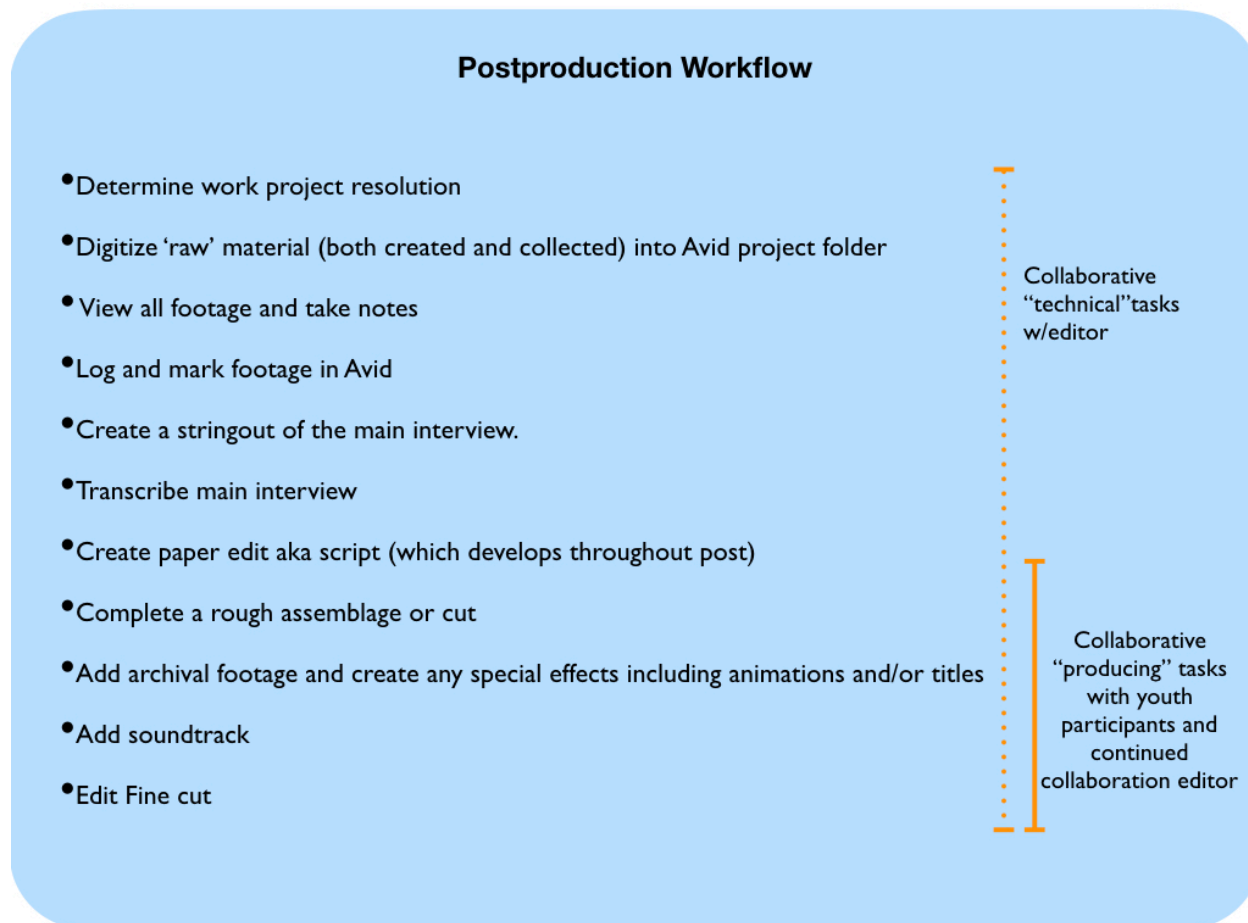 Postproduction Workflow
•Determine work project resolution
•Digitize ‘raw’ material (both created and collected) into Avid project folder
•View all footage and take notes
•Log and mark footage in Avid
•Create a stringout of the main interview.
•Transcribe main interview
•Create paper edit aka script (which develops throughout post)
•Complete a rough assemblage or cut
•Add archival footage and create any special effects including animations and/or titles
•Add soundtrack
•Edit Fine cut
Collaborative
“technical”tasks
w/editor
Collaborative
“producing” tasks
with youth
participants and
continued
collaboration editor